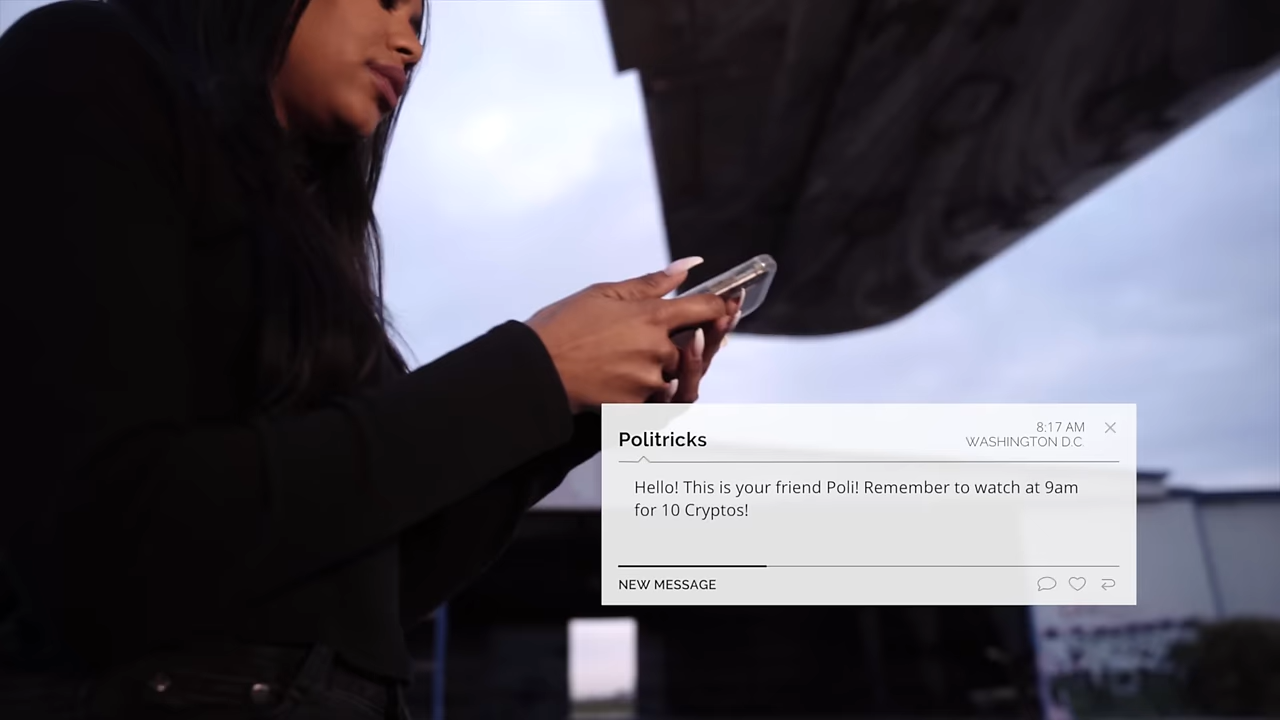 Politricks
8:17 AM
WASHINGTON D.C.
Hello! This is your friend Poli! Remember to watch at 9am
for 10 Cryptos!
NEW MESSAGE